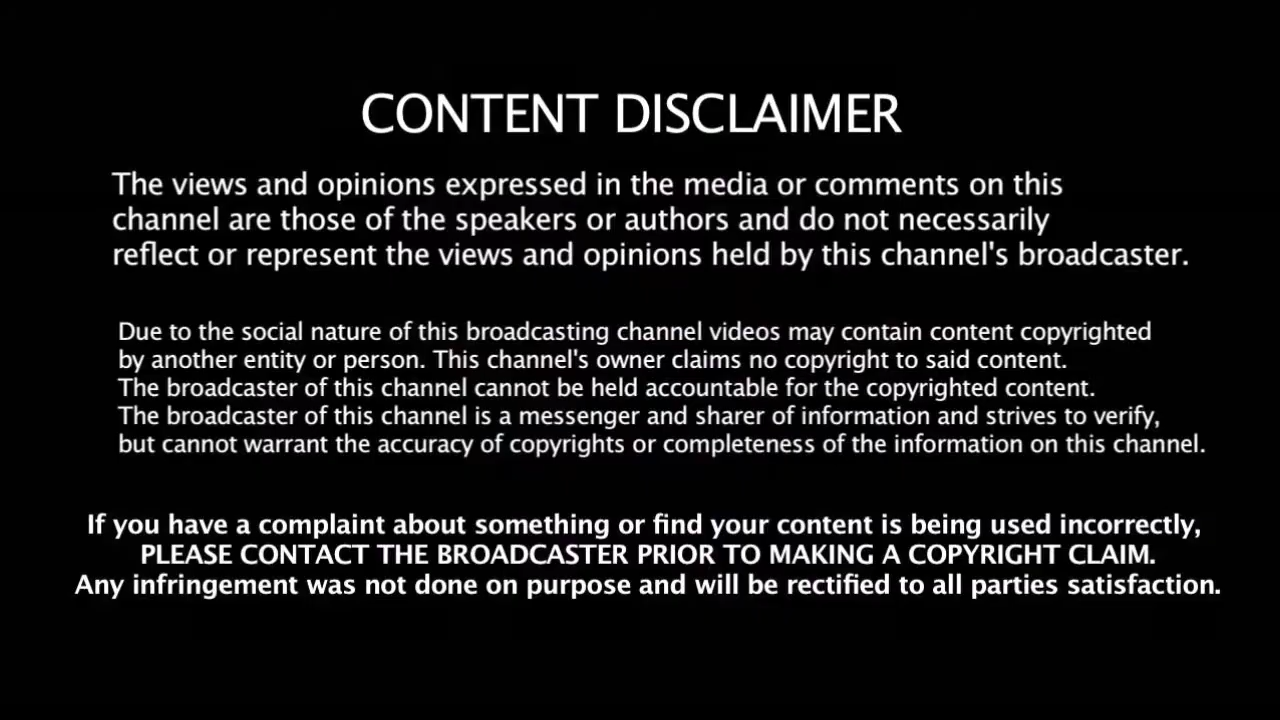 CONTENT DISCLAIMER
The views and opinions expressed in the media or comments on this
channel are those of the speakers or authors and do not necessarily
reflect or represent the views and opinions held by this channel's broadcaster.
Due to the social nature of this broadcasting channel videos may contain content copyrighted
by another entity or person. This channel's owner claims no copyright to said content.
The broadcaster of this channel cannot be held accountable for the copyrighted content.
The broadcaster of this channel is a messenger and sharer of information and strives to verify,
but cannot warrant the accuracy of copyrights or completeness of the information on this channel.
If you have a complaint about something or find your content is being used incorrectly,
PLEASE CONTACT THE BROADCASTER PRIOR TO MAKING A COPYRIGHT CLAIM.
Any infringement was not done on purpose and will be rectified to all parties satisfaction.